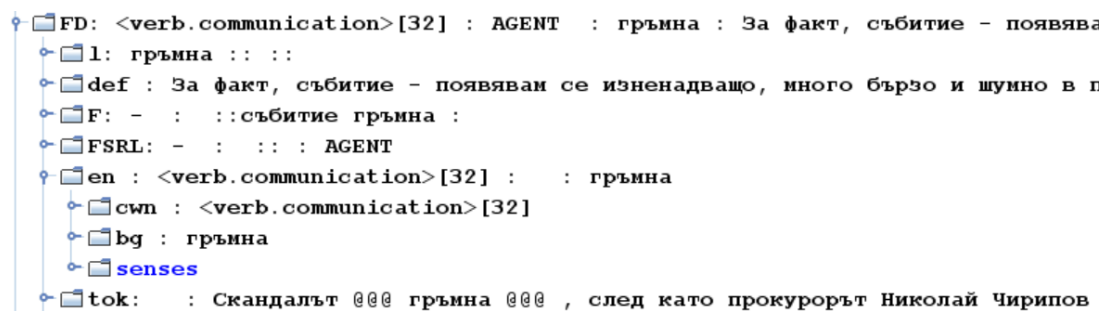 FD: <verb.communication>[32] : AGENT : гръмна : За факт, събитие - появява
l: гръмна :: ::
def : За факт, събитие - появявам се изненадващо, много бързо и шумно в п
F: - : ::събитие гръмна :
FSRL: - : :: : AGENT
en : <verb.communication>[32] : : гръмна
cwn : <verb.communication>[32]
bg : гръмна
senses
tok: : Скандалът @@@ гръмна @@@ , след като прокурорът Николай Чирипов